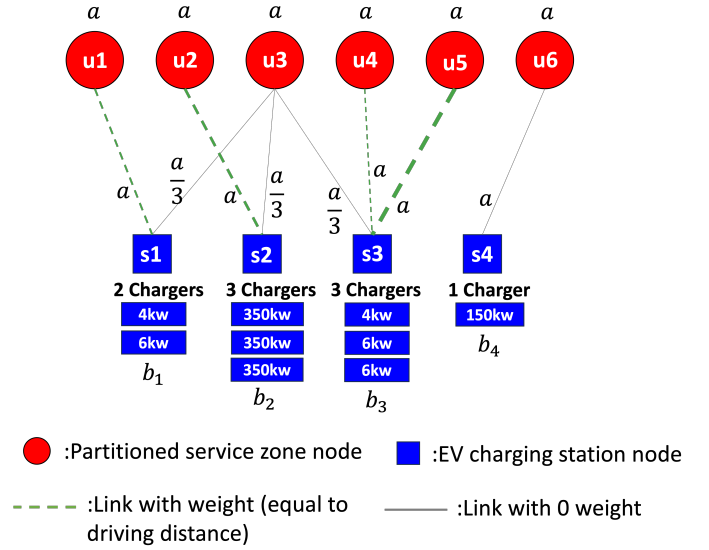 a a a a a a
u1 u2 u3 u4 u5 u6
a a/3 a a/3 a/3 a a a
s1 s2 s3 s4
2 Chargers 3 Chargers 3 Chargers 1 Charger
4kw 350kw 4kw 150kw
6kw 350kw 6kw
350kw 6kw
b1 b2 b3 b4
:Partitioned service zone node
:EV charging station node
:Link with weight (equal to
driving distance)
:Link with 0 weight